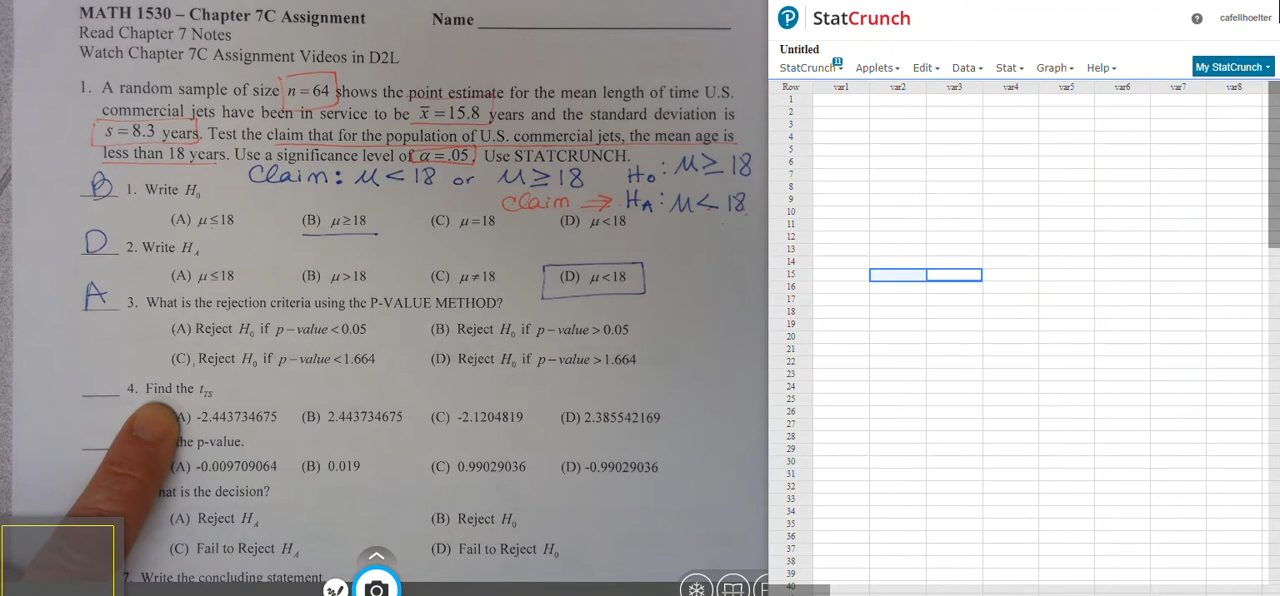 MATH 1530 – Chapter 7C Assignment
Name
Read Chapter 7 Notes
Watch Chapter 7C Assignment Videos in D2L
1. A random sample of size n = 64 shows the point estimate for the mean length of time U.S.
commercial jets have been in service to be x̅ = 15.8 years and the standard deviation is
s = 8.3 years. Test the claim that for the population of U.S. commercial jets, the mean age is
less than 18 years. Use a significance level of α = .05. Use STATCRUNCH.
Claim: μ < 18 or μ ≥ 18 H₀: μ ≥ 18
B 1. Write H₀
claim ⇒ H_A: μ < 18
(A) μ ≤ 18 (B) μ ≥ 18 (C) μ = 18 (D) μ < 18
D 2. Write H_A
(A) μ ≤ 18 (B) μ > 18 (C) μ ≠ 18 (D) μ < 18
A 3. What is the rejection criteria using the P-VALUE METHOD?
(A) Reject H₀ if p – value < 0.05 (B) Reject H₀ if p – value > 0.05
(C) Reject H₀ if p – value < 1.664 (D) Reject H₀ if p – value > 1.664
4. Find the t_TS
A) -2.443734675 (B) 2.443734675 (C) -2.1204819 (D) 2.385542169
the p-value.
(A) -0.009709064 (B) 0.019 (C) 0.99029036 (D) -0.99029036
hat is the decision?
(A) Reject H_A (B) Reject H₀
(C) Fail to Reject H_A (D) Fail to Reject H₀
7. Write the concluding statement
P StatCrunch
? cafellhoelter
Untitled
StatCrunch 11 Applets Edit Data Stat Graph Help My StatCrunch
Row var1 var2 var3 var4 var5 var6 var7 var8
1
2
3
4
5
6
7
8
9
10
11
12
13
14
15
16
17
18
19
20
21
22
23
24
25
26
27
28
29
30
31
32
33
34
35
36
37
38
39
40